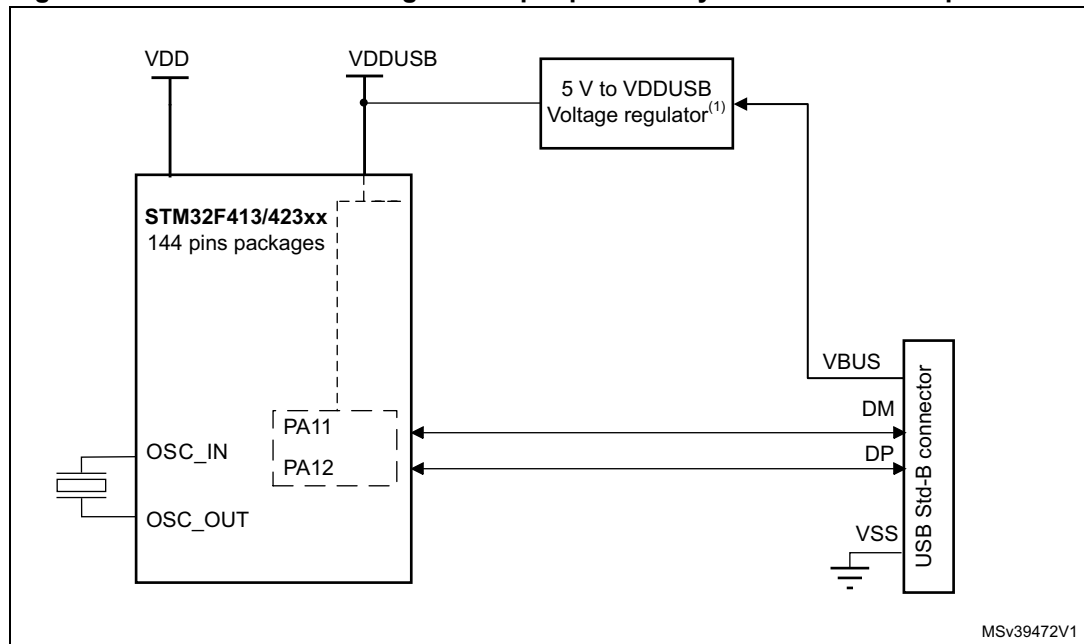 VDD
VDDUSB
5 V to VDDUSB
Voltage regulator(1)
STM32F413/423xx
144 pins packages
VBUS
DM
PA11
OSC_IN
DP
PA12
OSC_OUT
VSS
USB Std-B connector
MSv39472V1